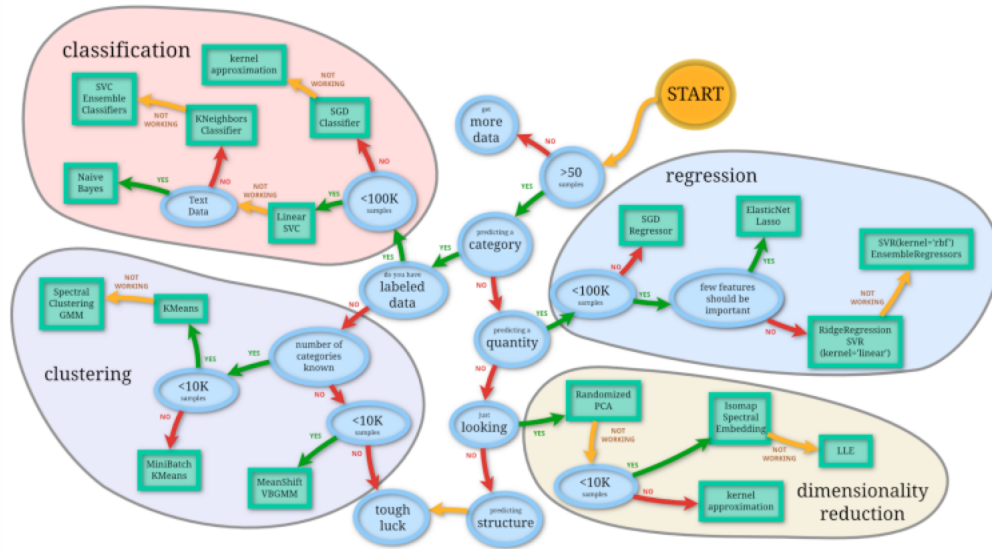 classification
kernel
approximation
NOT
WORKING
SVC
Ensemble
Classifiers
NOT
WORKING
KNeighbors
Classifier
SGD
Classifier
NO
NO
Naive
Bayes
YES
Text
Data
NOT
WORKING
Linear
SVC
YES
<100K
samples
START
get
more
data
NO
>50
samples
YES
predicting a
category
YES
do you have
labeled
data
YES
NO
NO
predicting a
quantity
YES
NO
just
looking
YES
NO
predicting
structure
tough
luck
regression
SGD
Regressor
NO
<100K
samples
YES
ElasticNet
Lasso
YES
few features
should be
important
NO
SVR(kernel='rbf')
EnsembleRegressors
NOT
WORKING
RidgeRegression
SVR
(kernel='linear')
clustering
Spectral
Clustering
GMM
NOT
WORKING
KMeans
YES
<10K
samples
YES
number of
categories
known
NO
NO
MiniBatch
KMeans
<10K
samples
YES
NO
MeanShift
VBGMM
dimensionality
reduction
Randomized
PCA
NOT
WORKING
<10K
samples
YES
NO
Isomap
Spectral
Embedding
NOT
WORKING
LLE
kernel
approximation